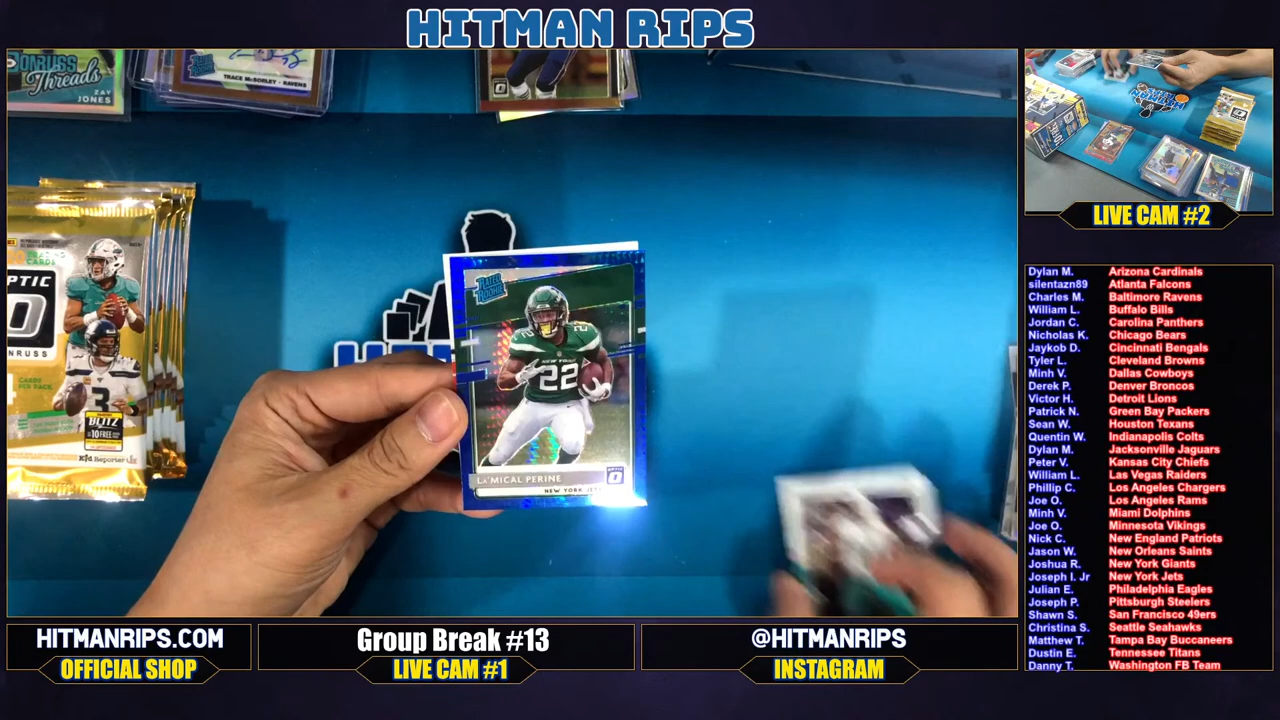 HITMAN RIPS
DONRUSS
Threads
ZAY
JONES
TRACE McSORLEY - RAVENS
RATED
ROOKIE
NEW YORK
22
LA'MICAL PERINE
NEW YORK JETS
OPTIC
3
BLITZ
$10 FREE
LIVE CAM #2
Dylan M. Arizona Cardinals
silentazn89 Atlanta Falcons
Charles M. Baltimore Ravens
William L. Buffalo Bills
Jordan C. Carolina Panthers
Nicholas K. Chicago Bears
Jaykob D. Cincinnati Bengals
Tyler L. Cleveland Browns
Minh V. Dallas Cowboys
Derek P. Denver Broncos
Victor H. Detroit Lions
Patrick N. Green Bay Packers
Sean W. Houston Texans
Quentin W. Indianapolis Colts
Dylan M. Jacksonville Jaguars
Peter V. Kansas City Chiefs
William L. Las Vegas Raiders
Phillip C. Los Angeles Chargers
Joe O. Los Angeles Rams
Minh V. Miami Dolphins
Joe O. Minnesota Vikings
Nick C. New England Patriots
Jason W. New Orleans Saints
Joshua R. New York Giants
Joseph I. Jr New York Jets
Julian E. Philadelphia Eagles
Joseph P. Pittsburgh Steelers
Shawn S. San Francisco 49ers
Christina S. Seattle Seahawks
Matthew T. Tampa Bay Buccaneers
Dustin E. Tennessee Titans
Danny T. Washington FB Team
HITMANRIPS.COM
OFFICIAL SHOP
Group Break #13
LIVE CAM #1
@HITMANRIPS
INSTAGRAM